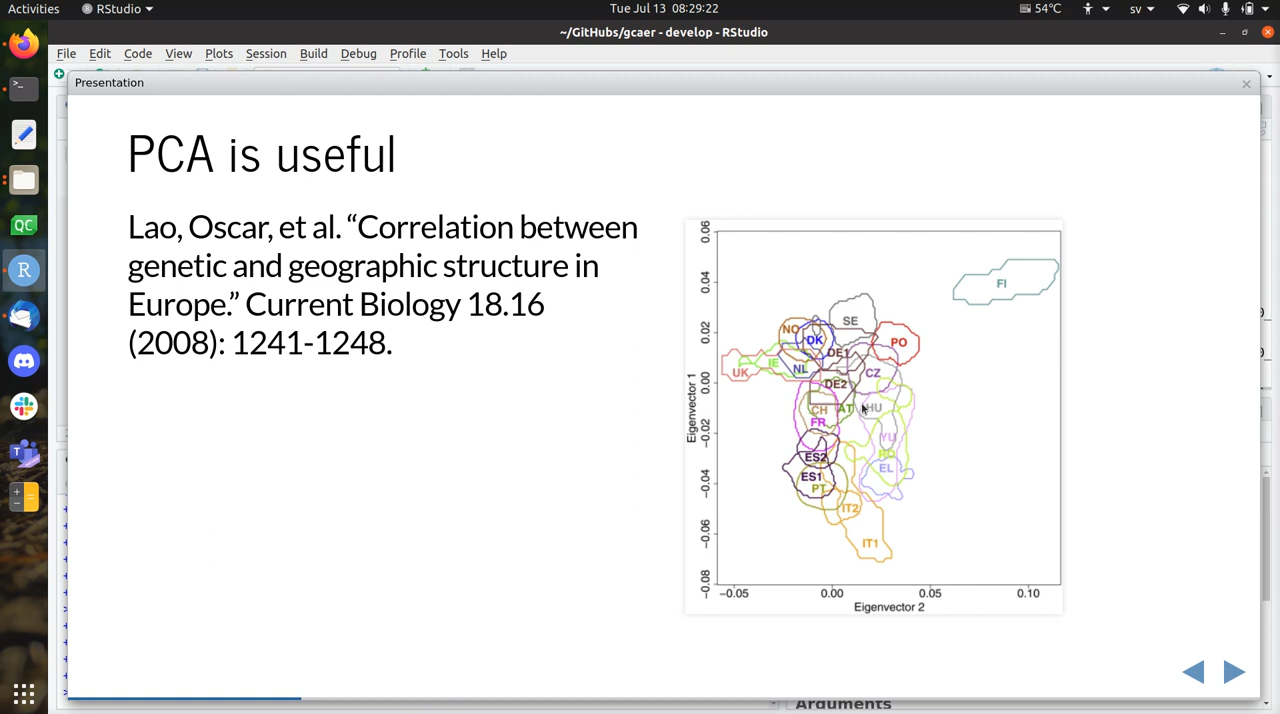 Activities RStudio Tue Jul 13 08:29:22 54°C sv
~/GitHubs/gcaer - develop - RStudio
File Edit Code View Plots Session Build Debug Profile Tools Help
Presentation
PCA is useful
Lao, Oscar, et al. “Correlation between
genetic and geographic structure in
Europe.” Current Biology 18.16
(2008): 1241-1248.
0.06
0.04
0.02
0.00
−0.02
−0.04
−0.06
−0.08
Eigenvector 1
FI
SE
NO
DK
PO
DE1
IE
NL
UK
CZ
DE2
CH
AT
HU
FR
YU
RO
ES2
EL
ES1
PT
IT2
IT1
−0.05 0.00 0.05 0.10
Eigenvector 2
QC
R
Arguments